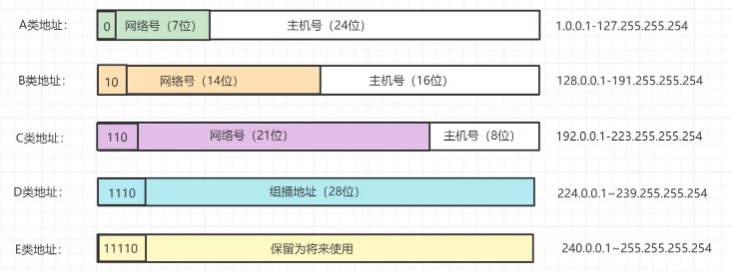 A类地址： 0 网络号（7位） 主机号（24位） 1.0.0.1-127.255.255.254
B类地址： 10 网络号（14位） 主机号（16位） 128.0.0.1-191.255.255.254
C类地址： 110 网络号（21位） 主机号（8位） 192.0.0.1-223.255.255.254
D类地址： 1110 组播地址（28位） 224.0.0.1~239.255.255.254
E类地址： 11110 保留为将来使用 240.0.0.1~255.255.255.254